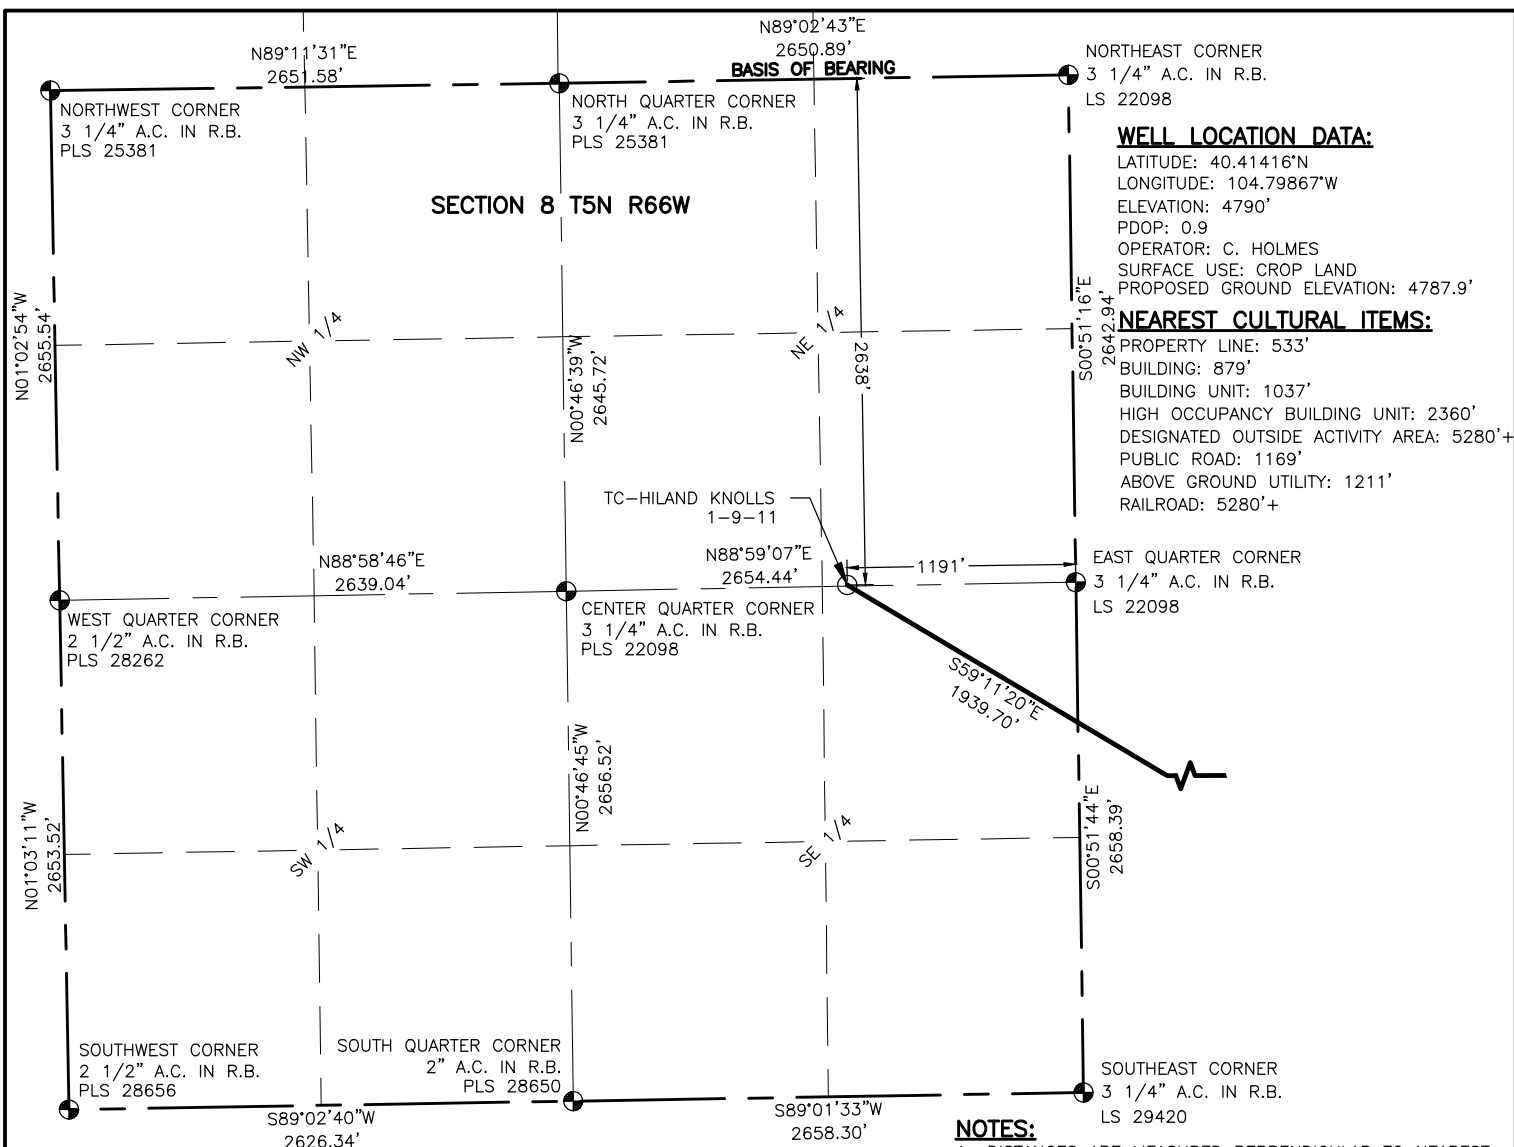 N89°11'31"E
2651.58'
N89°02'43"E
2650.89'
BASIS OF BEARING
NORTHEAST CORNER
3 1/4" A.C. IN R.B.
LS 22098
NORTHWEST CORNER
3 1/4" A.C. IN R.B.
PLS 25381
NORTH QUARTER CORNER
3 1/4" A.C. IN R.B.
PLS 25381
SECTION 8 T5N R66W
WELL LOCATION DATA:
LATITUDE: 40.41416°N
LONGITUDE: 104.79867°W
ELEVATION: 4790'
PDOP: 0.9
OPERATOR: C. HOLMES
SURFACE USE: CROP LAND
PROPOSED GROUND ELEVATION: 4787.9'
NEAREST CULTURAL ITEMS:
PROPERTY LINE: 533'
BUILDING: 879'
BUILDING UNIT: 1037'
HIGH OCCUPANCY BUILDING UNIT: 2360'
DESIGNATED OUTSIDE ACTIVITY AREA: 5280'+
PUBLIC ROAD: 1169'
ABOVE GROUND UTILITY: 1211'
RAILROAD: 5280'+
N01°02'54"W
2655.54'
NW 1/4
N00°46'39"W
2645.72'
NE 1/4
2638'
S00°51'16"E
2642.94'
TC-HILAND KNOLLS
1-9-11
N88°58'46"E
2639.04'
N88°59'07"E
2654.44'
1191'
EAST QUARTER CORNER
3 1/4" A.C. IN R.B.
LS 22098
WEST QUARTER CORNER
2 1/2" A.C. IN R.B.
PLS 28262
CENTER QUARTER CORNER
3 1/4" A.C. IN R.B.
PLS 22098
S59°11'20"E
1939.70'
N01°03'11"W
2653.52'
SW 1/4
N00°46'45"W
2656.52'
SE 1/4
S00°51'44"E
2658.39'
SOUTHWEST CORNER
2 1/2" A.C. IN R.B.
PLS 28656
SOUTH QUARTER CORNER
2" A.C. IN R.B.
PLS 28650
SOUTHEAST CORNER
3 1/4" A.C. IN R.B.
LS 29420
S89°02'40"W
2626.34'
S89°01'33"W
2658.30'
NOTES:
DISTANCES ARE MEASURED PERPENDICULAR TO NEAREST